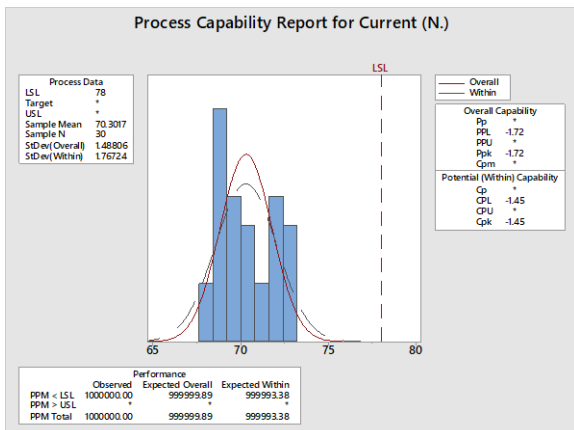 Process Capability Report for Current (N.)
LSL
Process Data
LSL 78
Target *
USL *
Sample Mean 70.3017
Sample N 30
StDev(Overall) 1.48806
StDev(Within) 1.76724
Overall
Within
Overall Capability
Pp *
PPL -1.72
PPU *
Ppk -1.72
Cpm *
Potential (Within) Capability
Cp *
CPL -1.45
CPU *
Cpk -1.45
65 70 75 80
Performance
Observed Expected Overall Expected Within
PPM < LSL 1000000.00 999999.89 999993.38
PPM > USL * * *
PPM Total 1000000.00 999999.89 999993.38